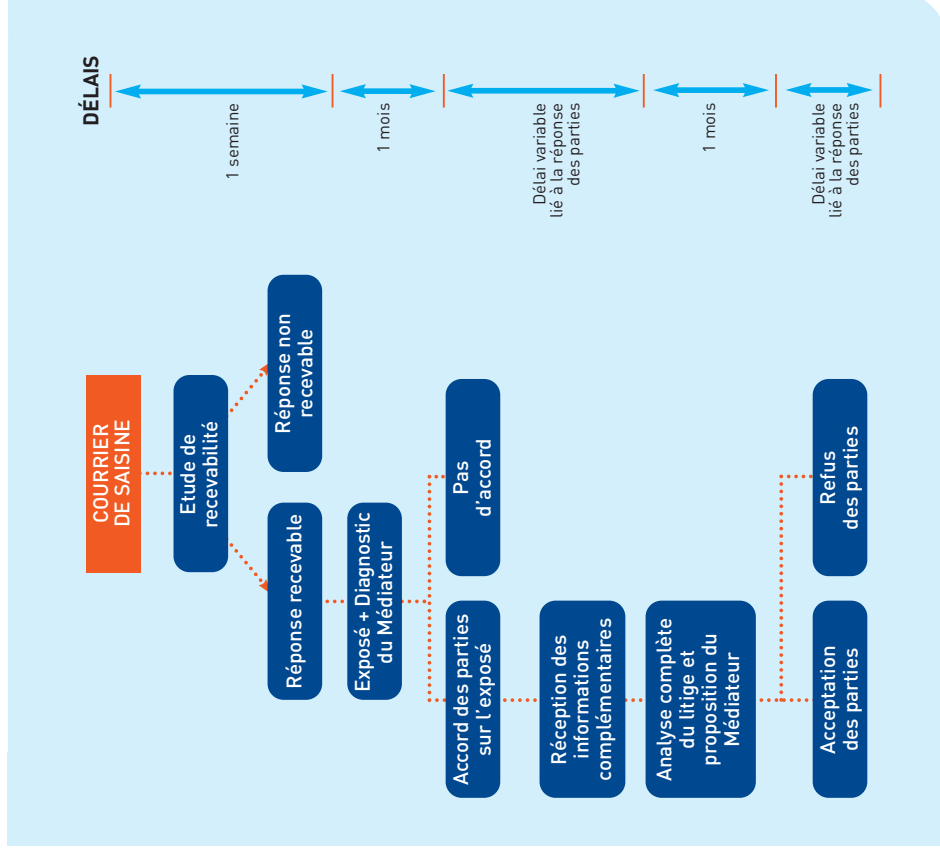 COURRIER
DE SAISINE
Etude de
recevabilité
Réponse recevable
Réponse non
recevable
Exposé + Diagnostic
du Médiateur
Accord des parties
sur l'exposé
Pas
d'accord
Réception des
informations
complémentaires
Analyse complète
du litige et
proposition du
Médiateur
Acceptation
des parties
Refus
des parties
DÉLAIS
1 semaine
1 mois
Délai variable
lié à la réponse
des parties
1 mois
Délai variable
lié à la réponse
des parties